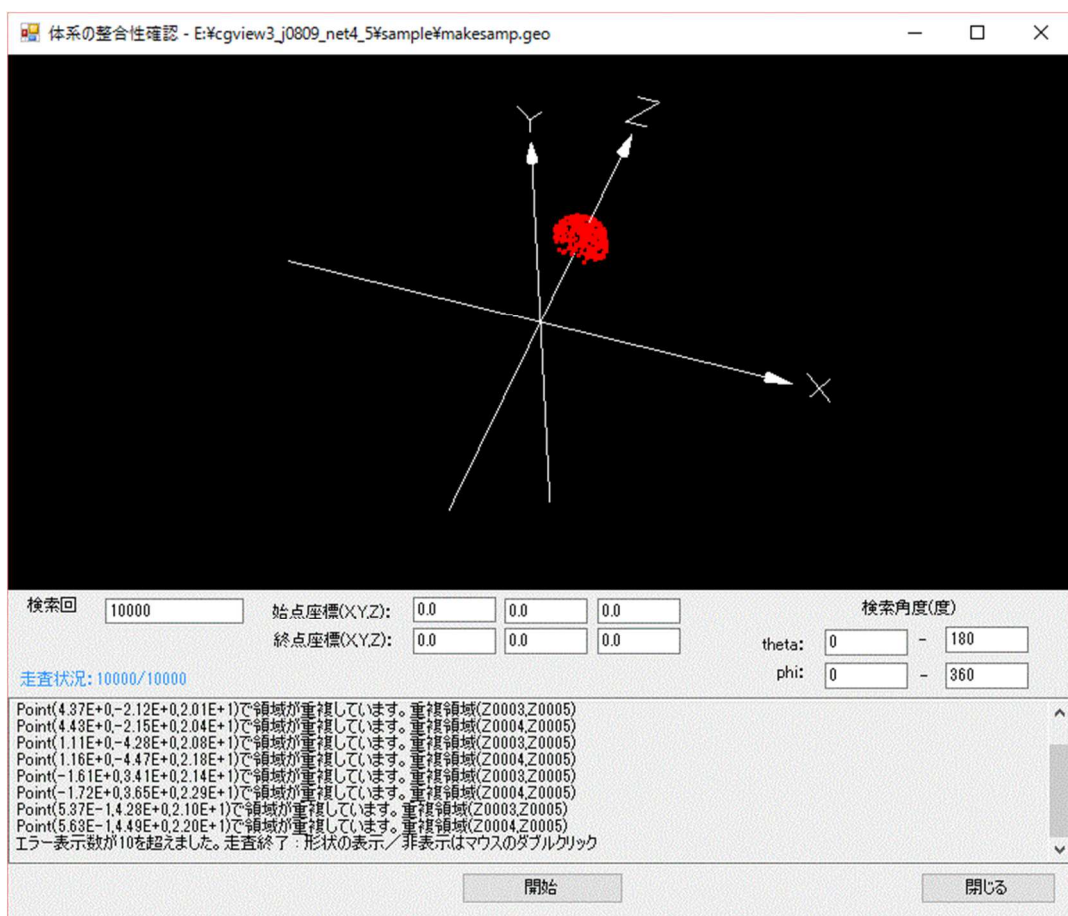 体系の整合性確認 - E:¥cgview3_j0809_net4_5¥sample¥makesamp.geo
Y
Z
X
検索回
10000
始点座標(X,Y,Z):
0.0
0.0
0.0
終点座標(X,Y,Z):
0.0
0.0
0.0
検索角度(度)
theta:
0
-
180
phi:
0
-
360
走査状況: 10000/10000
Point(4.37E+0,-2.12E+0,2.01E+1)で領域が重複しています。重複領域(Z0003,Z0005)
Point(4.43E+0,-2.15E+0,2.04E+1)で領域が重複しています。重複領域(Z0004,Z0005)
Point(1.11E+0,-4.28E+0,2.08E+1)で領域が重複しています。重複領域(Z0003,Z0005)
Point(1.16E+0,-4.47E+0,2.18E+1)で領域が重複しています。重複領域(Z0004,Z0005)
Point(-1.61E+0,3.41E+0,2.14E+1)で領域が重複しています。重複領域(Z0003,Z0005)
Point(-1.72E+0,3.65E+0,2.29E+1)で領域が重複しています。重複領域(Z0004,Z0005)
Point(5.37E-1,4.28E+0,2.10E+1)で領域が重複しています。重複領域(Z0003,Z0005)
Point(5.63E-1,4.49E+0,2.20E+1)で領域が重複しています。重複領域(Z0004,Z0005)
エラー表示数が10を超えました。走査終了：形状の表示／非表示はマウスのダブルクリック
開始
閉じる